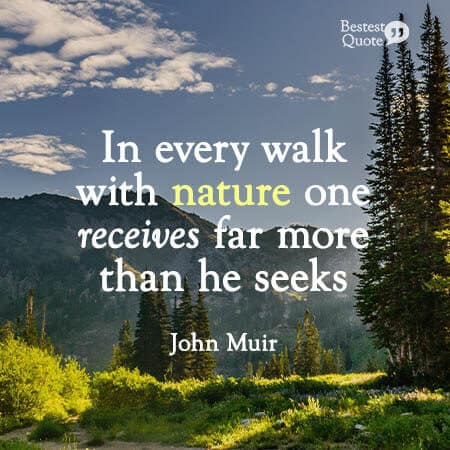 Bestest
Quote
In every walk
with nature one
receives far more
than he seeks
John Muir